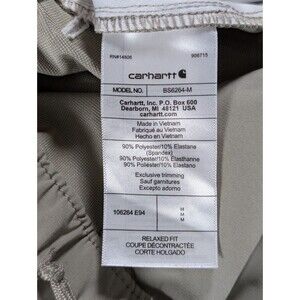 RN#14806 906715
carhartt
MODEL NO. BS6264-M
Carhartt, Inc. P.O. Box 600
Dearborn, MI 48121 USA
carhartt.com
Made in Vietnam
Fabriqué au Vietnam
Hecho en Vietnam
90% Polyester/10% Elastane
(Spandex)
90% Polyester/10% Élasthanne
90% Poliéster/10% Elastano
Exclusive trimming
Sauf garnitures
Excepto adorno
106264 E94 M
M
M
RELAXED FIT
COUPE DÉCONTRACTÉE
CORTE HOLGADO